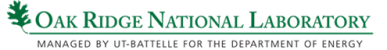 OAK RIDGE NATIONAL LABORATORY
MANAGED BY UT-BATTELLE FOR THE DEPARTMENT OF ENERGY